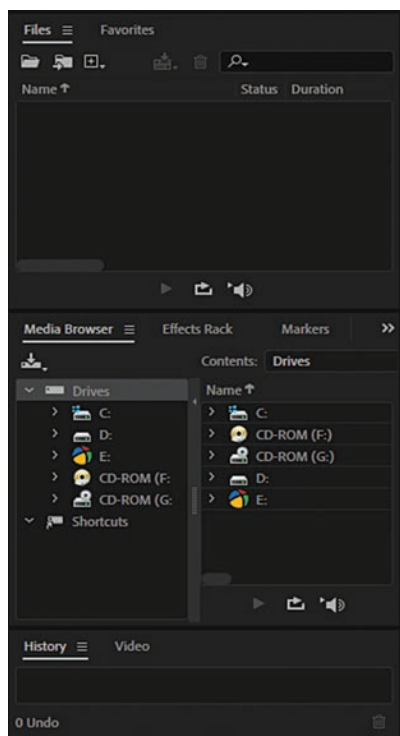 Files Favorites
Name Status Duration
Media Browser Effects Rack Markers
Contents: Drives
Drives Name
C: C:
D: CD-ROM (F:)
E: CD-ROM (G:)
CD-ROM (F: D:
CD-ROM (G: E:
Shortcuts
History Video
0 Undo